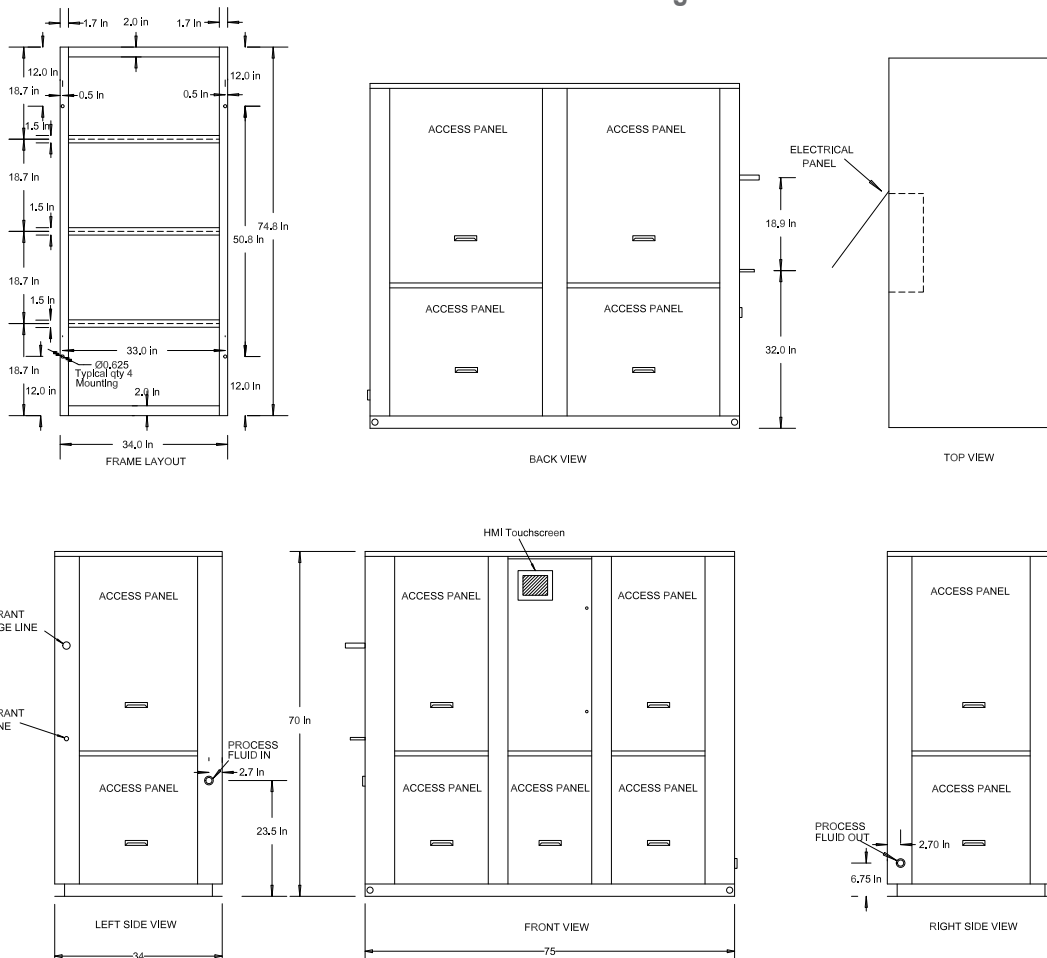 1.7 in
2.0 in
1.7 in
12.0 in
12.0 in
18.7 in
0.5 in
0.5 in
1.5 in
18.7 in
1.5 in
74.8 in
50.8 in
18.7 in
1.5 in
33.0 in
Ø0.625
Typical qty 4
Mounting
18.7 in
12.0 in
2.0 in
12.0 in
34.0 in
FRAME LAYOUT
ACCESS PANEL
ACCESS PANEL
ACCESS PANEL
ACCESS PANEL
18.9 in
32.0 in
BACK VIEW
ELECTRICAL
PANEL
TOP VIEW
ACCESS PANEL
RANT
GE LINE
RANT
NE
PROCESS
FLUID IN
2.7 in
ACCESS PANEL
23.5 in
LEFT SIDE VIEW
34
HMI Touchscreen
ACCESS PANEL
ACCESS PANEL
70 in
ACCESS PANEL
ACCESS PANEL
ACCESS PANEL
FRONT VIEW
75
ACCESS PANEL
ACCESS PANEL
PROCESS
FLUID OUT
2.70 in
6.75 in
RIGHT SIDE VIEW